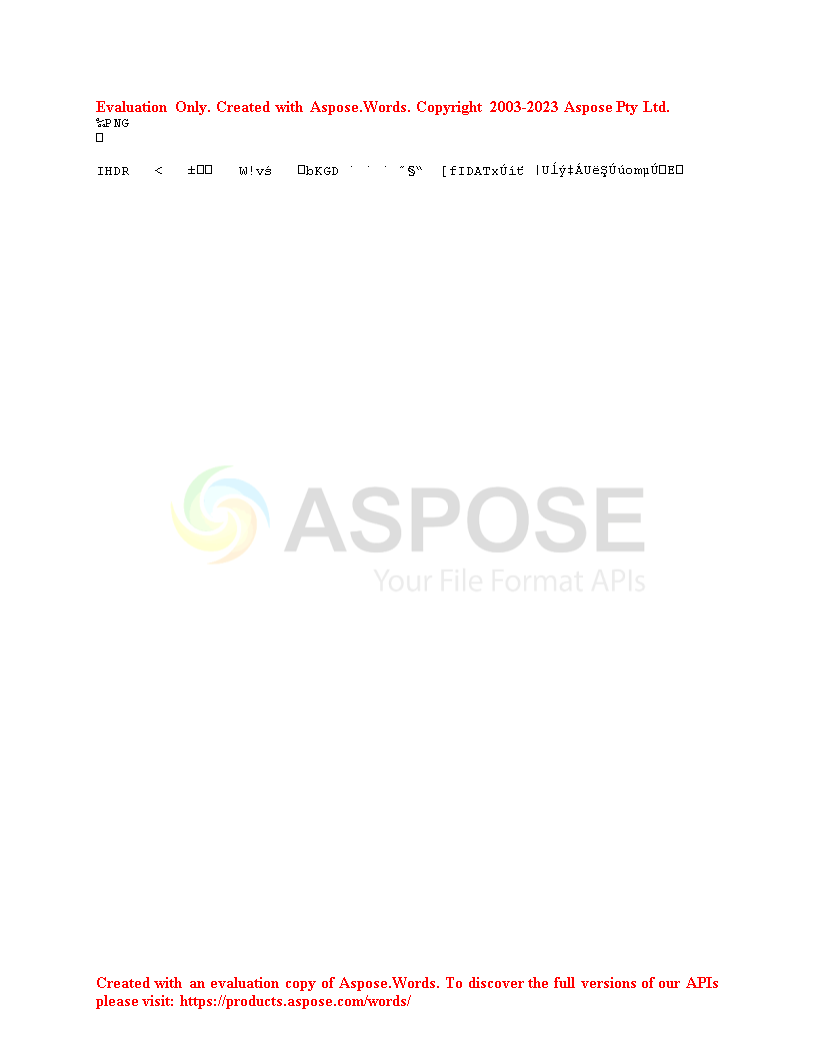 Evaluation Only. Created with Aspose.Words. Copyright 2003-2023 Aspose Pty Ltd.
‰PNG
□
IHDR < ±□□ W!vś □bKGD ˙ ˙ ˙ ˝§“ [fIDATxÚíť |UÍý‡ÁUëŞÚúomµÚ□E□
ASPOSE
Your File Format APIs
Created with an evaluation copy of Aspose.Words. To discover the full versions of our APIs
please visit: https://products.aspose.com/words/